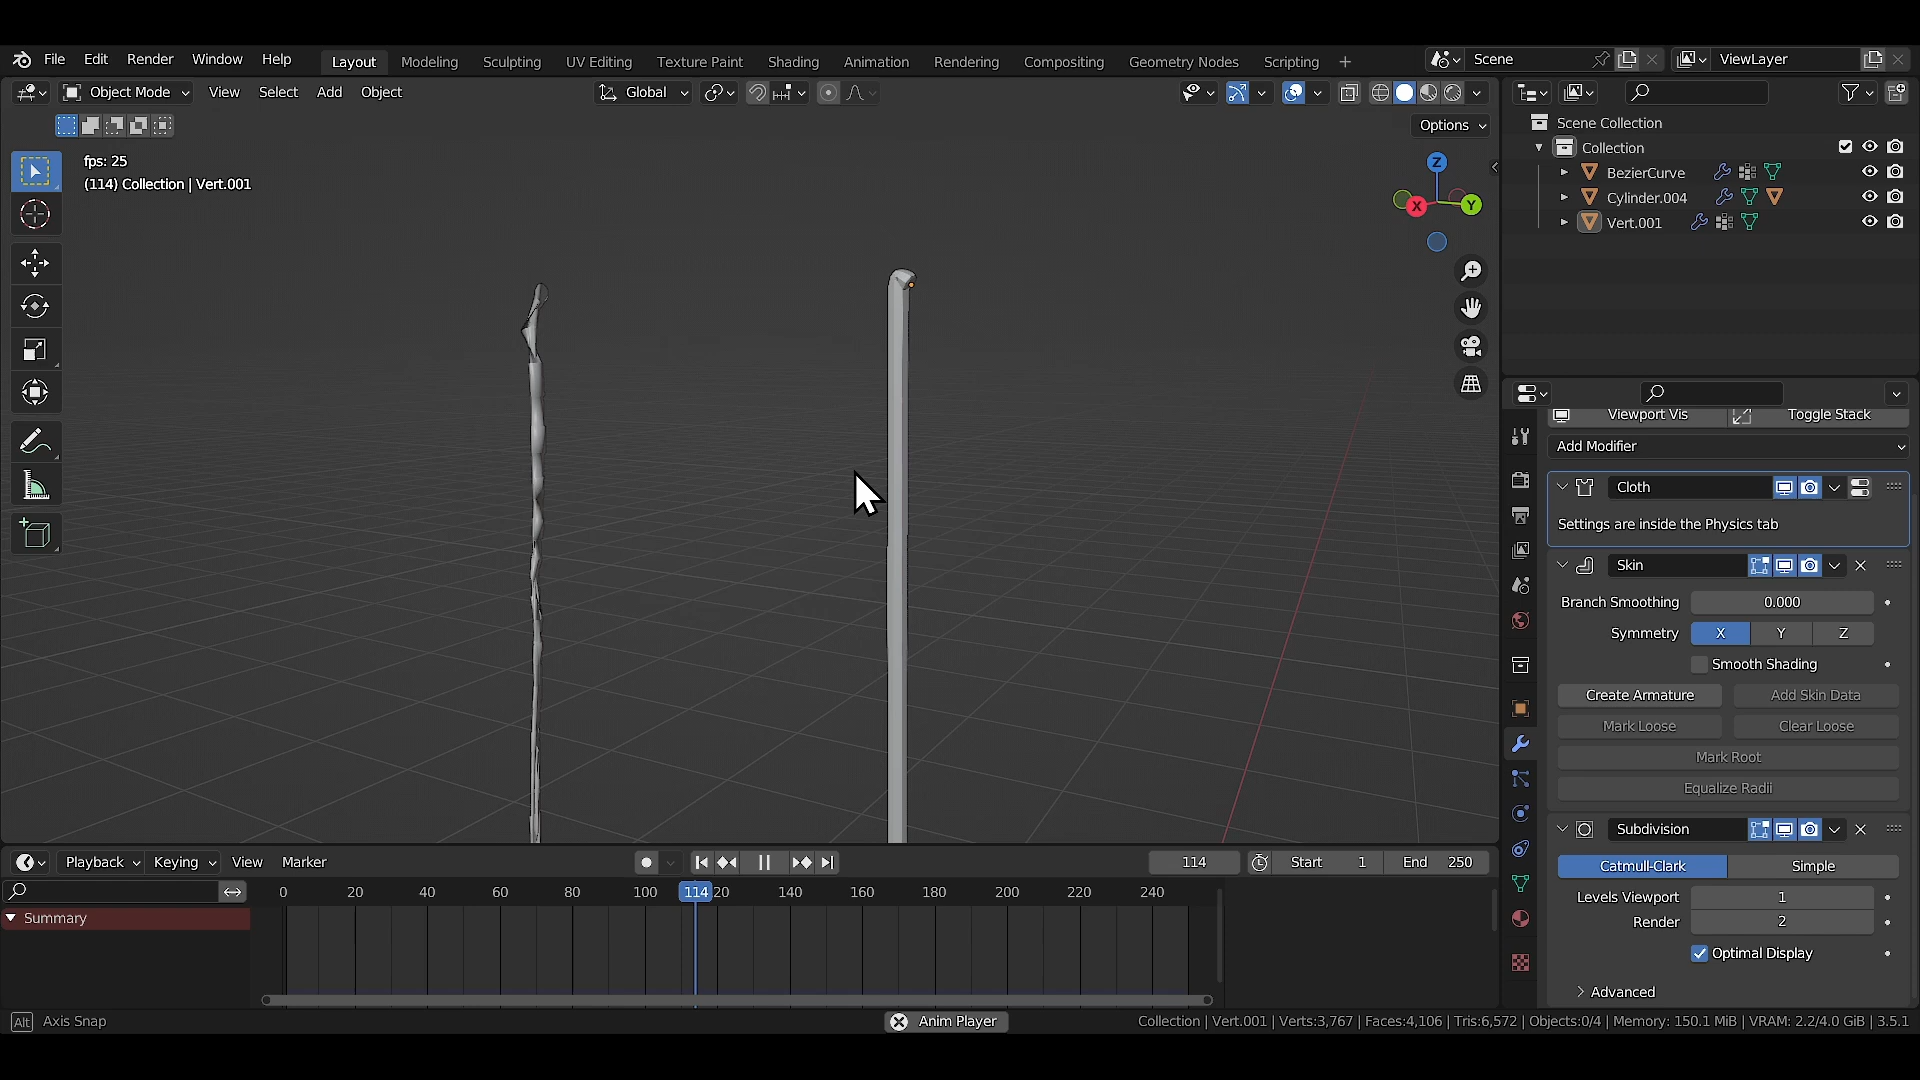 File Edit Render Window Help Layout Modeling Sculpting UV Editing Texture Paint Shading Animation Rendering Compositing Geometry Nodes Scripting + Scene ViewLayer
Object Mode View Select Add Object Global
Options
fps: 25
(114) Collection | Vert.001
Z
X Y
Scene Collection
Collection
BezierCurve
Cylinder.004
Vert.001
Viewport Vis Toggle Stack
Add Modifier
Cloth
Settings are inside the Physics tab
Skin
Branch Smoothing 0.000
Symmetry X Y Z
Smooth Shading
Create Armature Add Skin Data
Mark Loose Clear Loose
Mark Root
Equalize Radii
Subdivision
Catmull-Clark Simple
Levels Viewport 1
Render 2
Optimal Display
Advanced
Playback Keying View Marker 114 Start 1 End 250
0 20 40 60 80 100 114 20 140 160 180 200 220 240
Summary
Alt Axis Snap Anim Player Collection | Vert.001 | Verts:3,767 | Faces:4,106 | Tris:6,572 | Objects:0/4 | Memory: 150.1 MiB | VRAM: 2.2/4.0 GiB | 3.5.1